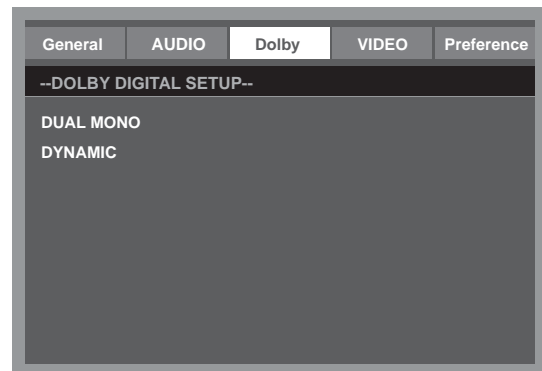 General AUDIO Dolby VIDEO Preference
--DOLBY DIGITAL SETUP--
DUAL MONO
DYNAMIC